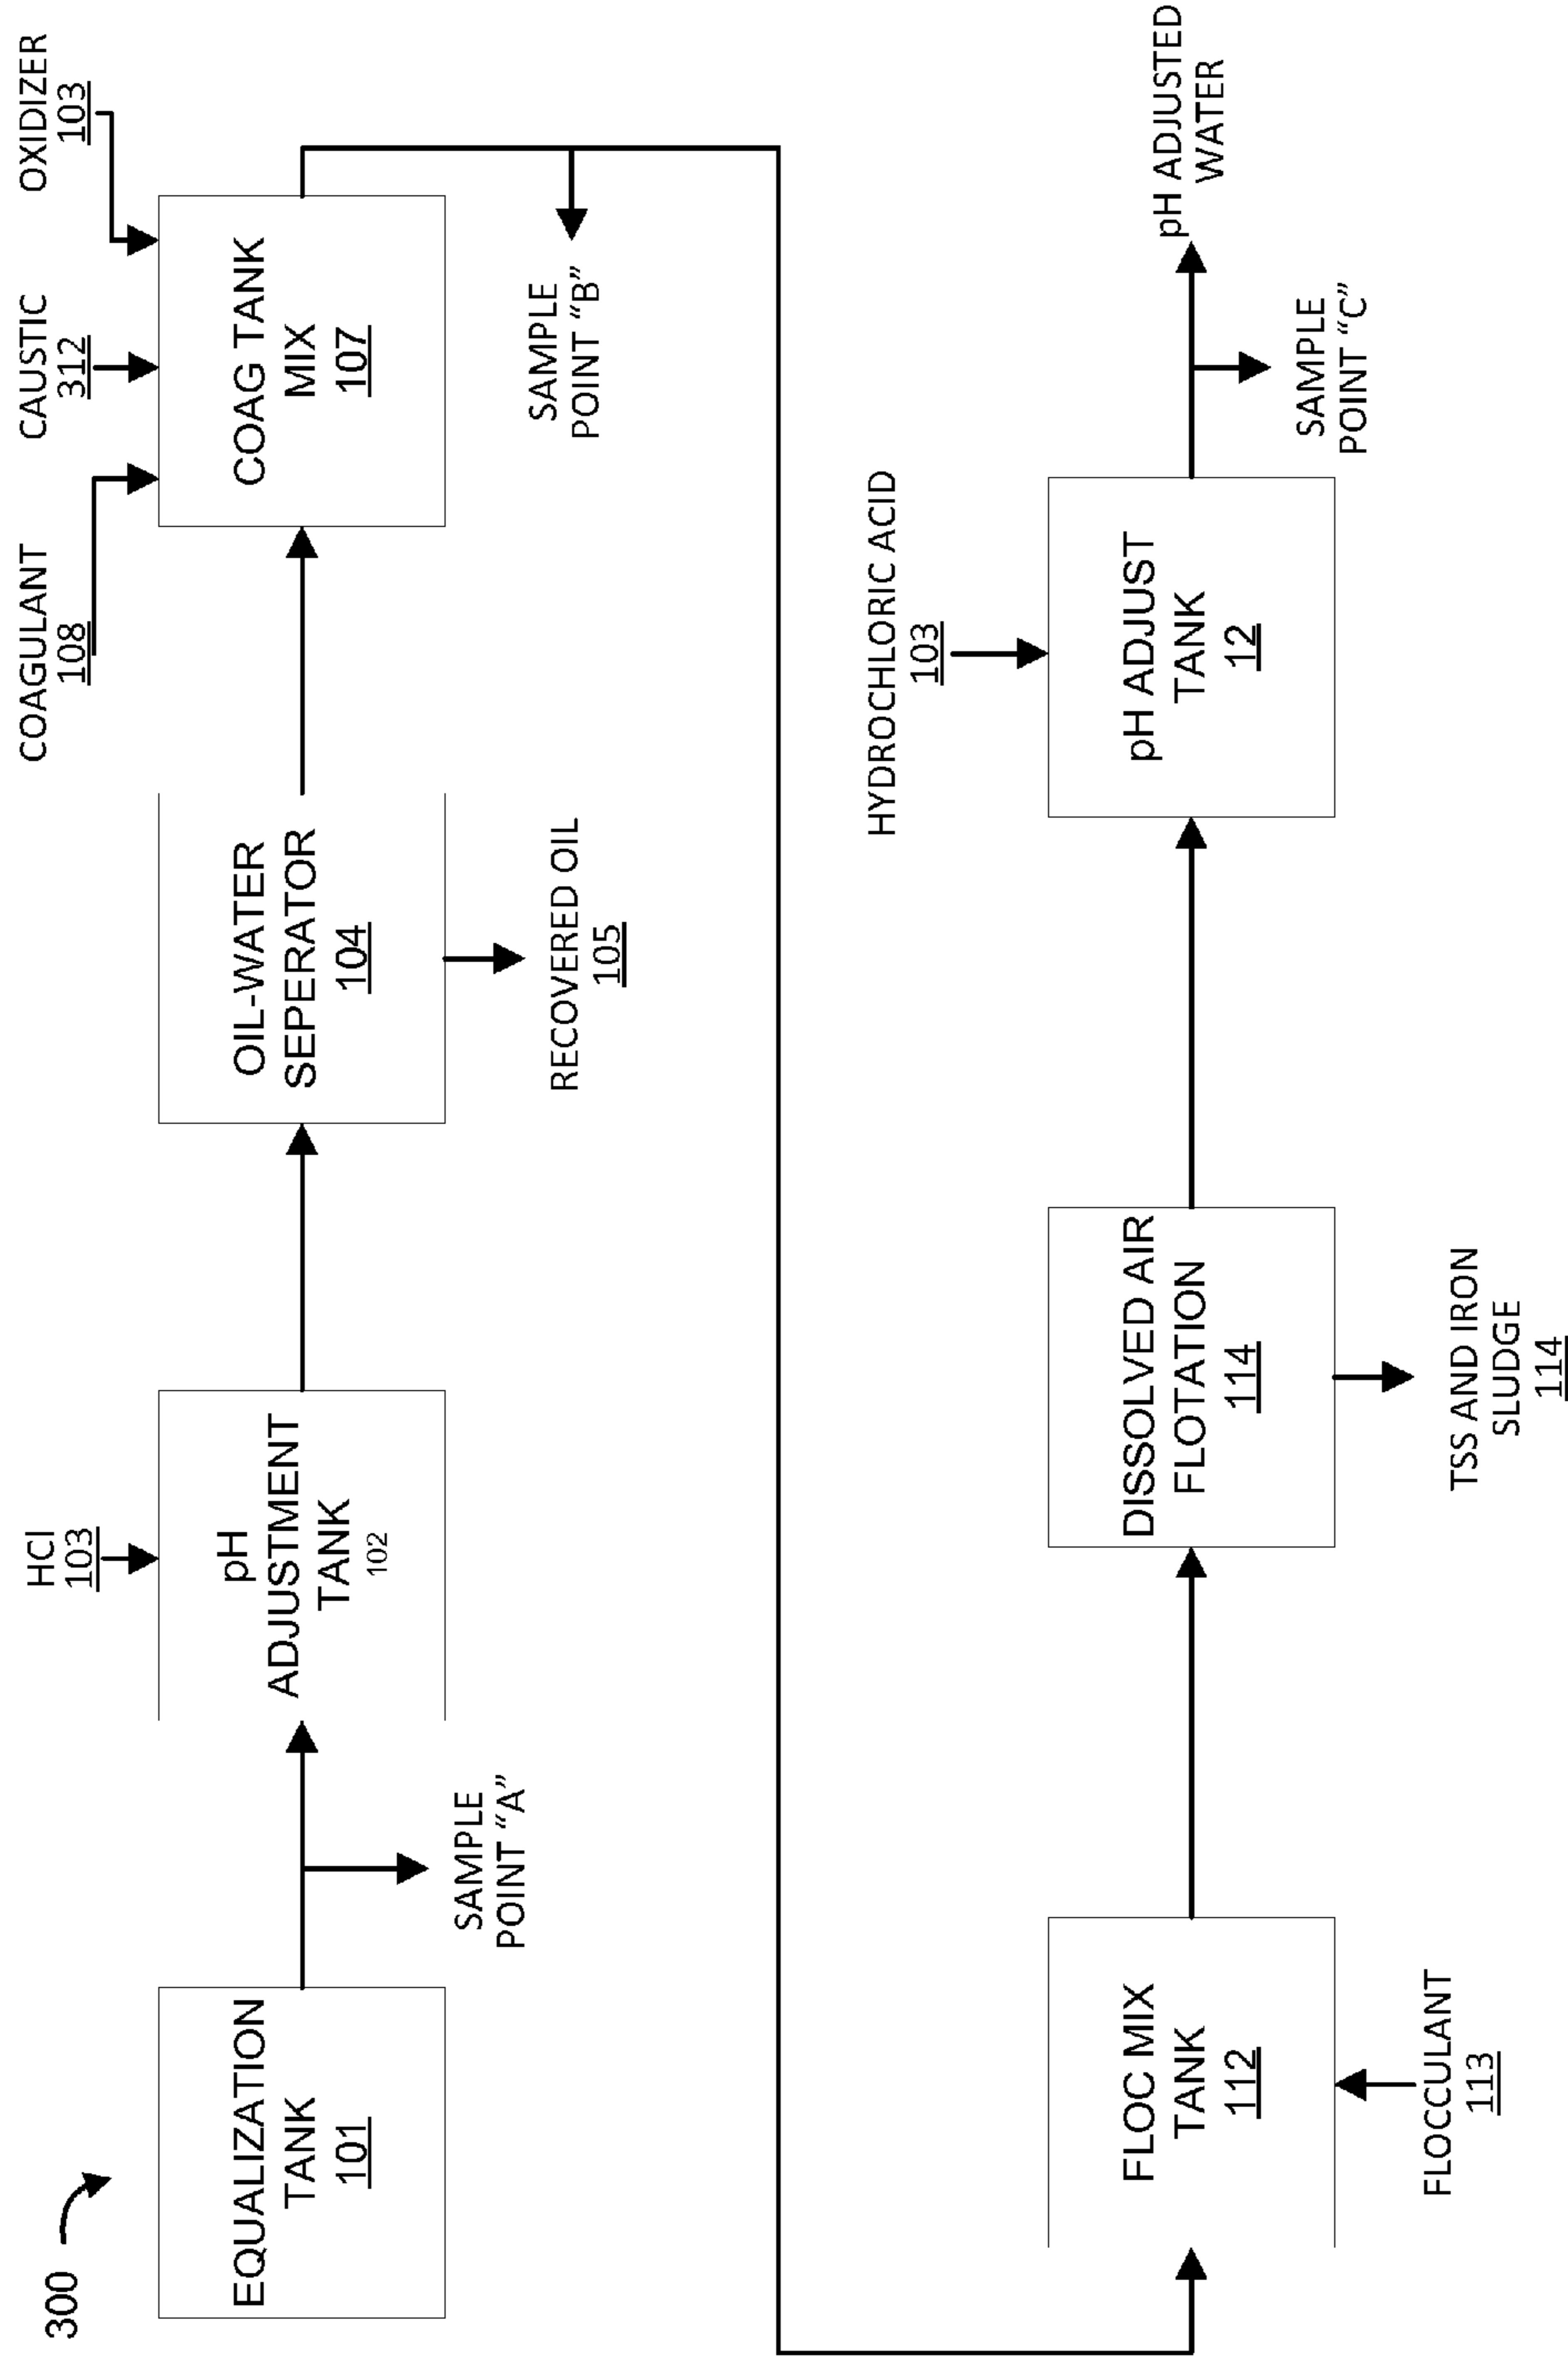 300
EQUALIZATION
TANK
101
SAMPLE
POINT “A”
HCl
103
pH
ADJUSTMENT
TANK
102
OIL-WATER
SEPERATOR
104
RECOVERED OIL
105
COAGULANT
108
CAUSTIC
312
OXIDIZER
103
COAG TANK
MIX
107
SAMPLE
POINT “B”
FLOC MIX
TANK
112
FLOCCULANT
113
DISSOLVED AIR
FLOTATION
114
TSS AND IRON
SLUDGE
114
HYDROCHLORIC ACID
103
pH ADJUST
TANK
12
SAMPLE
POINT “C”
pH ADJUSTED
WATER